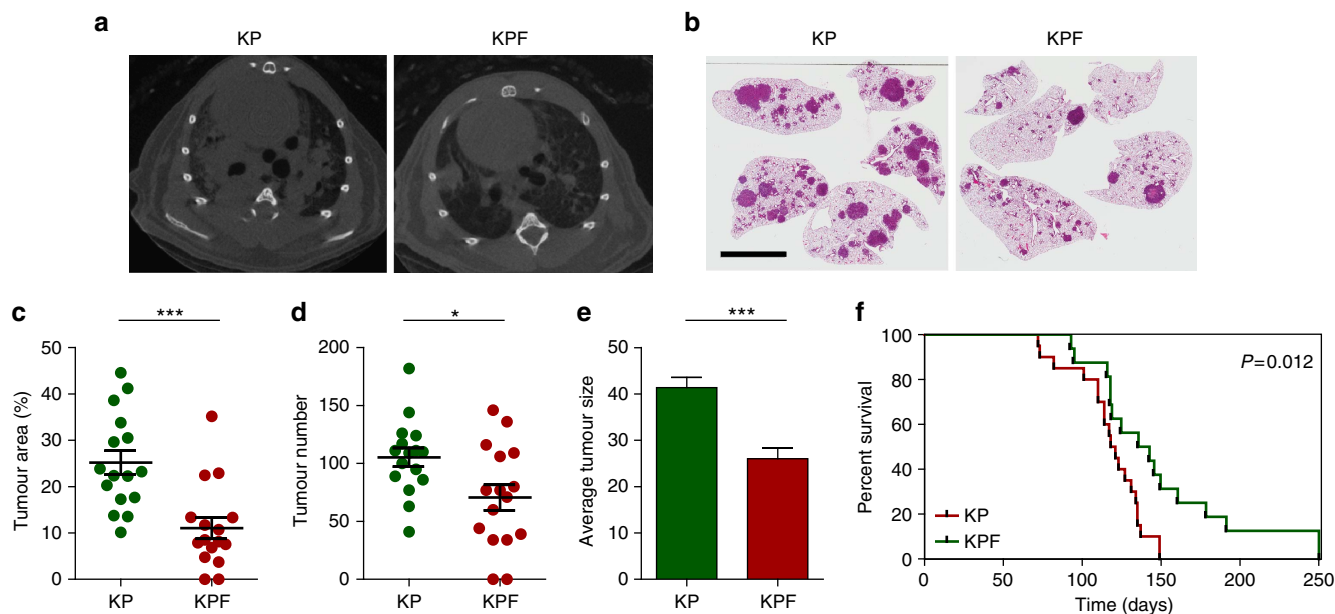 a
KP
KPF
b
KP
KPF
c
***
Tumour area (%)
50
40
30
20
10
0
KP
KPF
d
*
Tumour number
200
150
100
50
0
KP
KPF
e
***
Average tumour size
50
40
30
20
10
0
KP
KPF
f
P=0.012
Percent survival
100
80
60
40
20
0
KP
KPF
0
50
100
150
200
250
Time (days)